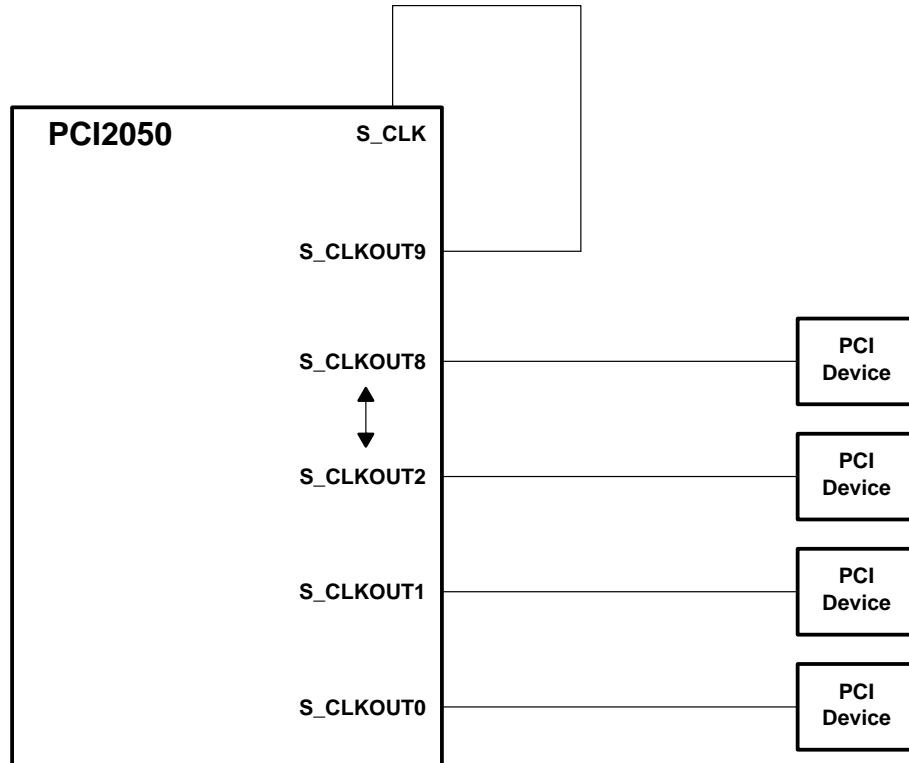 PCI2050
S_CLK
S_CLKOUT9
S_CLKOUT8
PCI
Device
S_CLKOUT2
PCI
Device
S_CLKOUT1
PCI
Device
S_CLKOUT0
PCI
Device